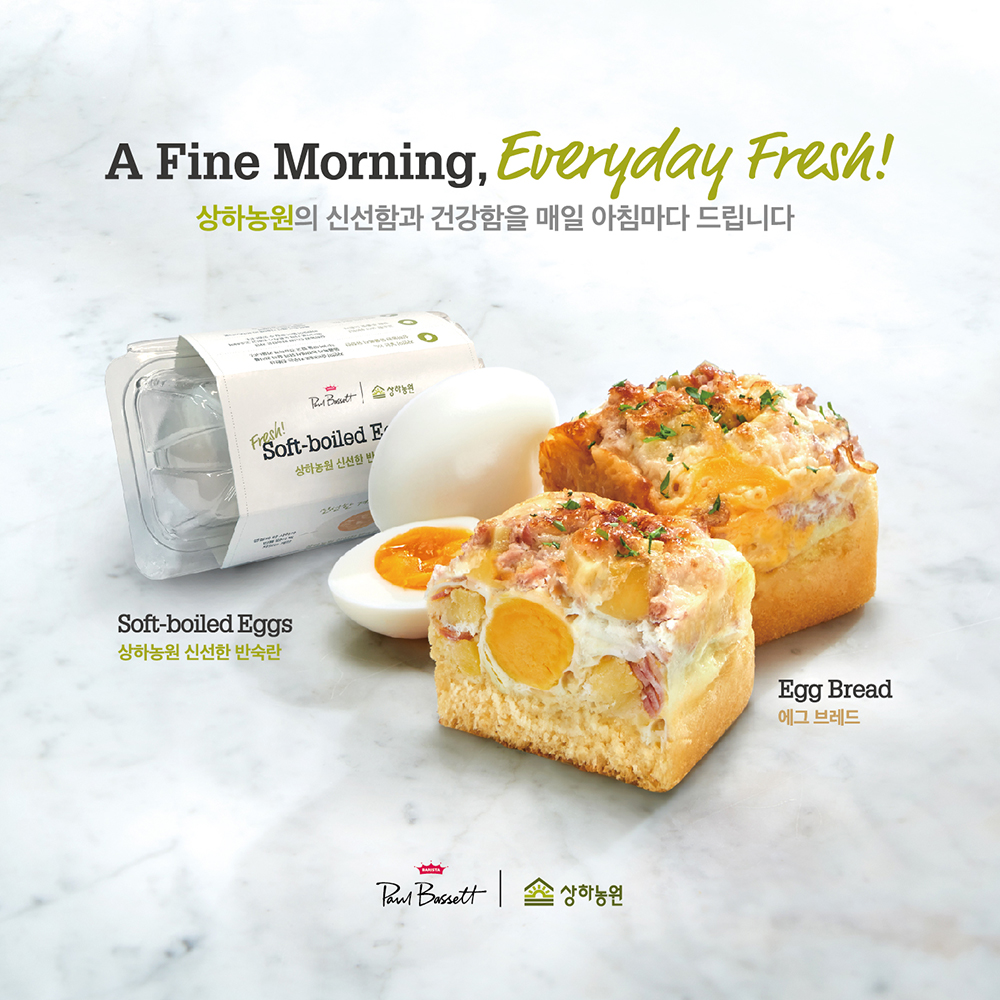 A Fine Morning, Everyday Fresh!
상하농원의 신선함과 건강함을 매일 아침마다 드립니다
Paul Bassett | 상하농원
Fresh!
Soft-boiled
상하농원 신선한
Soft-boiled Eggs
상하농원 신선한 반숙란
Egg Bread
에그 브레드
BARISTA
Paul Bassett | 상하농원